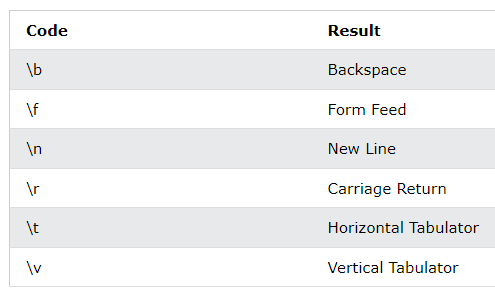 Code Result
\b Backspace
\f Form Feed
\n New Line
\r Carriage Return
\t Horizontal Tabulator
\v Vertical Tabulator